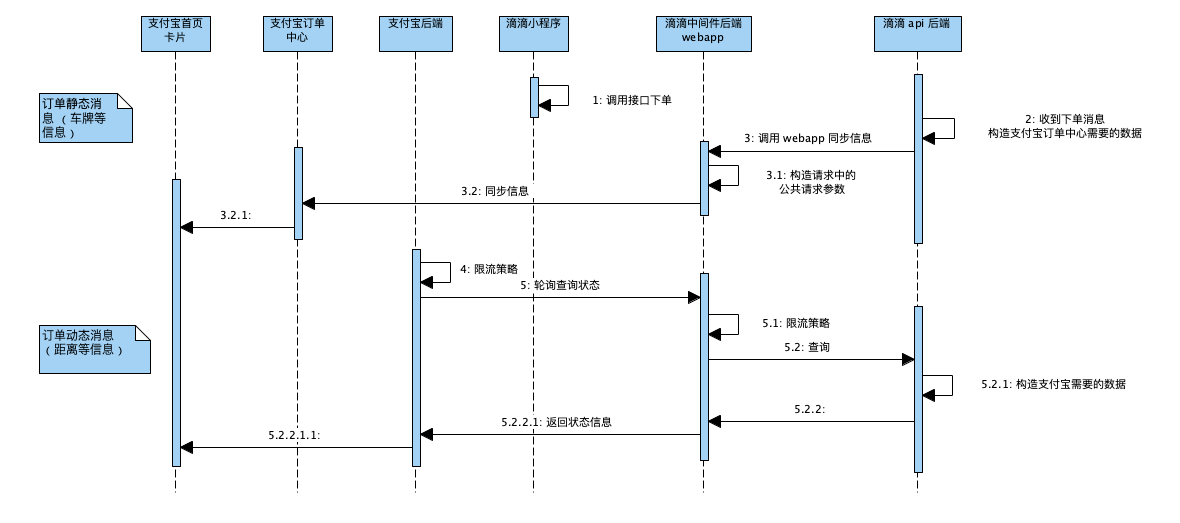 支付宝首页
卡片
支付宝订单
中心
支付宝后端
滴滴小程序
滴滴中间件后端
webapp
滴滴 api 后端
订单静态消
息 （ 车牌等
信息 ）
1: 调用接口下单
2: 收到下单消息
构造支付宝订单中心需要的数据
3: 调用 webapp 同步信息
3.1: 构造请求中的
公共请求参数
3.2: 同步信息
3.2.1:
4: 限流策略
5: 轮询查询状态
订单动态消息
（ 距离等信息 ）
5.1: 限流策略
5.2: 查询
5.2.1: 构造支付宝需要的数据
5.2.2:
5.2.2.1: 返回状态信息
5.2.2.1.1: